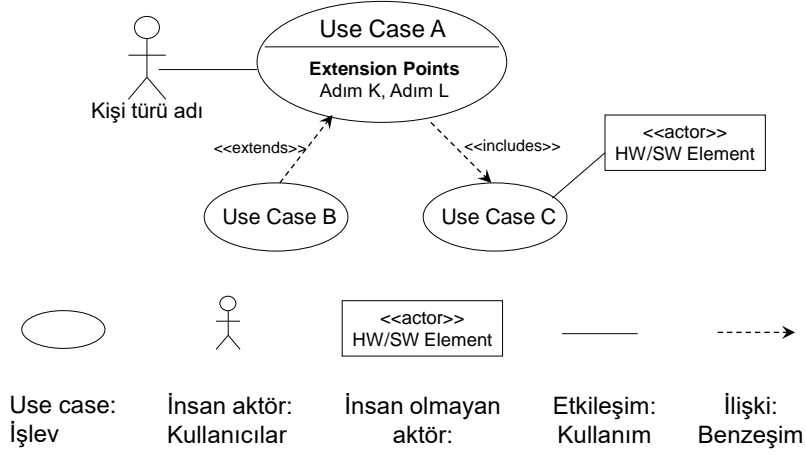 Use Case A
Extension Points
Adım K, Adım L
Kişi türü adı
<<extends>>
<<includes>>
<<actor>>
HW/SW Element
Use Case B
Use Case C
<<actor>>
HW/SW Element
Use case:
İşlev
İnsan aktör:
Kullanıcılar
İnsan olmayan
aktör:
Etkileşim:
Kullanım
İlişki:
Benzeşim